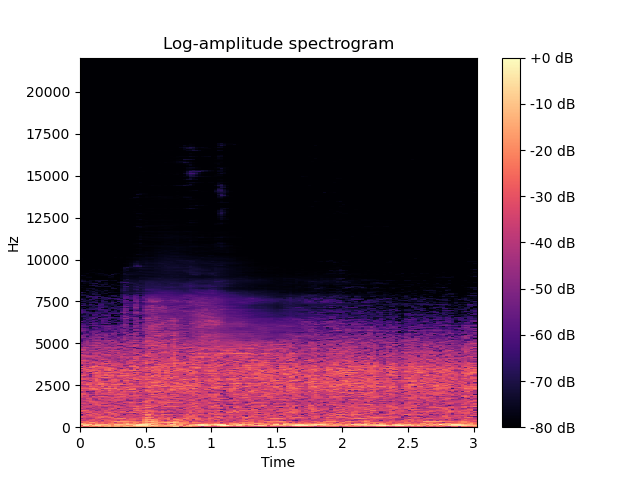 Log-amplitude spectrogram
Hz
20000
17500
15000
12500
10000
7500
5000
2500
0
0 0.5 1 1.5 2 2.5 3
Time
+0 dB
-10 dB
-20 dB
-30 dB
-40 dB
-50 dB
-60 dB
-70 dB
-80 dB